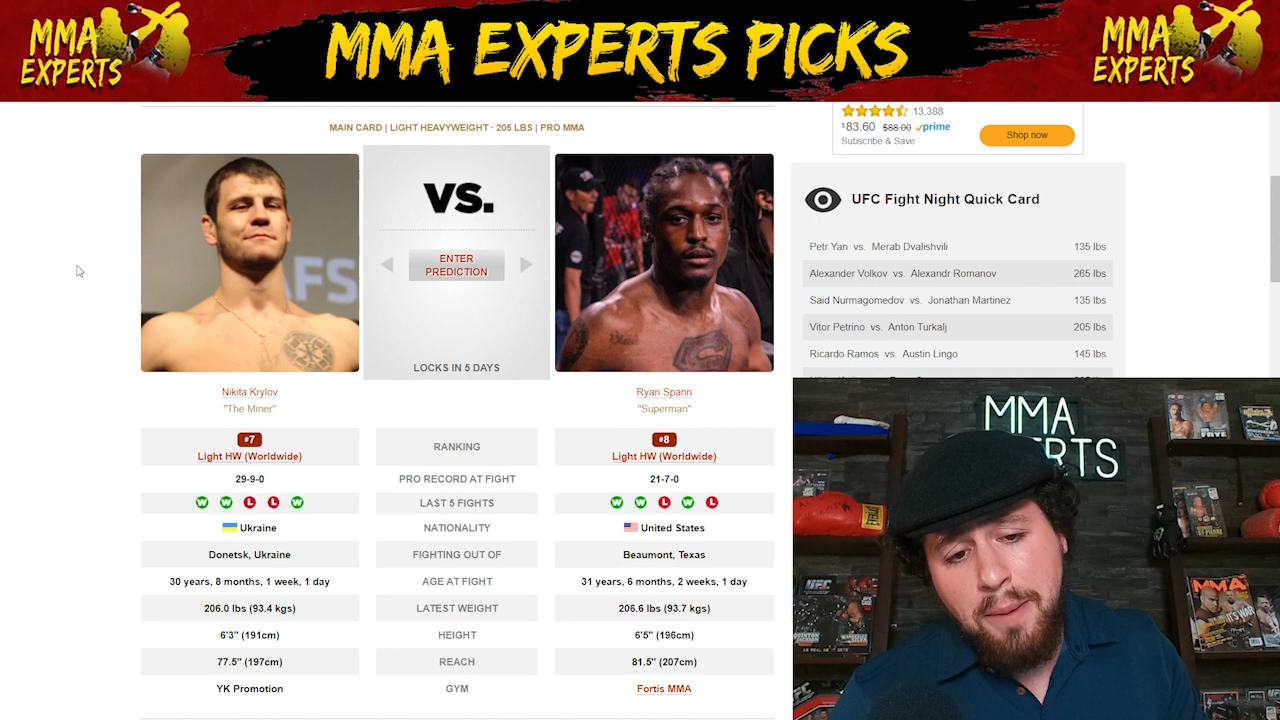 MMA
EXPERTS
MMA EXPERTS PICKS
MMA
EXPERTS
MAIN CARD | LIGHT HEAVYWEIGHT · 205 LBS | PRO MMA
VS.
ENTER
PREDICTION
LOCKS IN 5 DAYS
AFS
Nikita Krylov
"The Miner"
Ryan Spann
"Superman"
#7
Light HW (Worldwide)
RANKING
#8
Light HW (Worldwide)
29-9-0
PRO RECORD AT FIGHT
21-7-0
W W L L W
LAST 5 FIGHTS
W W L W L
Ukraine
NATIONALITY
United States
Donetsk, Ukraine
FIGHTING OUT OF
Beaumont, Texas
30 years, 8 months, 1 week, 1 day
AGE AT FIGHT
31 years, 6 months, 2 weeks, 1 day
206.0 lbs (93.4 kgs)
LATEST WEIGHT
206.6 lbs (93.7 kgs)
6'3" (191cm)
HEIGHT
6'5" (196cm)
77.5" (197cm)
REACH
81.5" (207cm)
YK Promotion
GYM
Fortis MMA
13,388
$83.60 $88.00 prime
Subscribe & Save
Shop now
UFC Fight Night Quick Card
Petr Yan vs. Merab Dvalishvili 135 lbs
Alexander Volkov vs. Alexandr Romanov 265 lbs
Said Nurmagomedov vs. Jonathan Martinez 135 lbs
Vitor Petrino vs. Anton Turkalj 205 lbs
Ricardo Ramos vs. Austin Lingo 145 lbs
MMA
RTS
FRYE
UFC
MMA
WAR